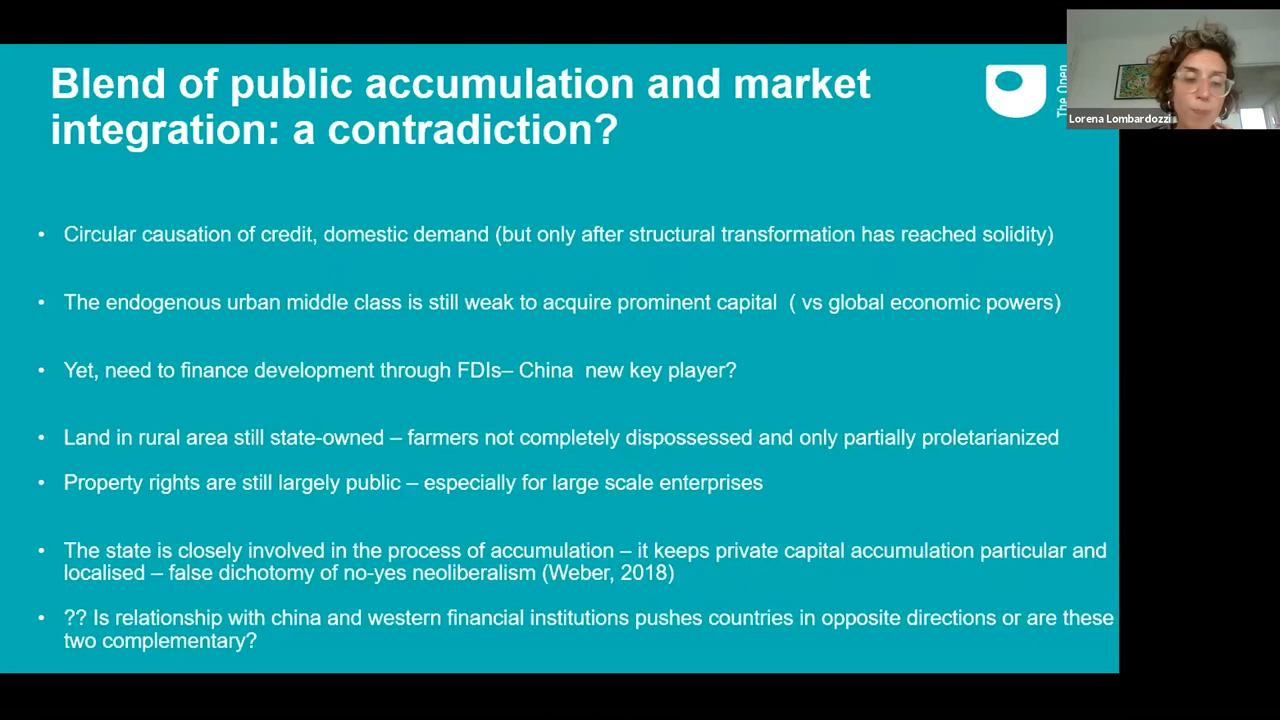 Blend of public accumulation and market
integration: a contradiction?
The Open
Lorena Lombardozzi
• Circular causation of credit, domestic demand (but only after structural transformation has reached solidity)
• The endogenous urban middle class is still weak to acquire prominent capital ( vs global economic powers)
• Yet, need to finance development through FDIs– China new key player?
• Land in rural area still state-owned – farmers not completely dispossessed and only partially proletarianized
• Property rights are still largely public – especially for large scale enterprises
• The state is closely involved in the process of accumulation – it keeps private capital accumulation particular and
localised – false dichotomy of no-yes neoliberalism (Weber, 2018)
• ?? Is relationship with china and western financial institutions pushes countries in opposite directions or are these
two complementary?